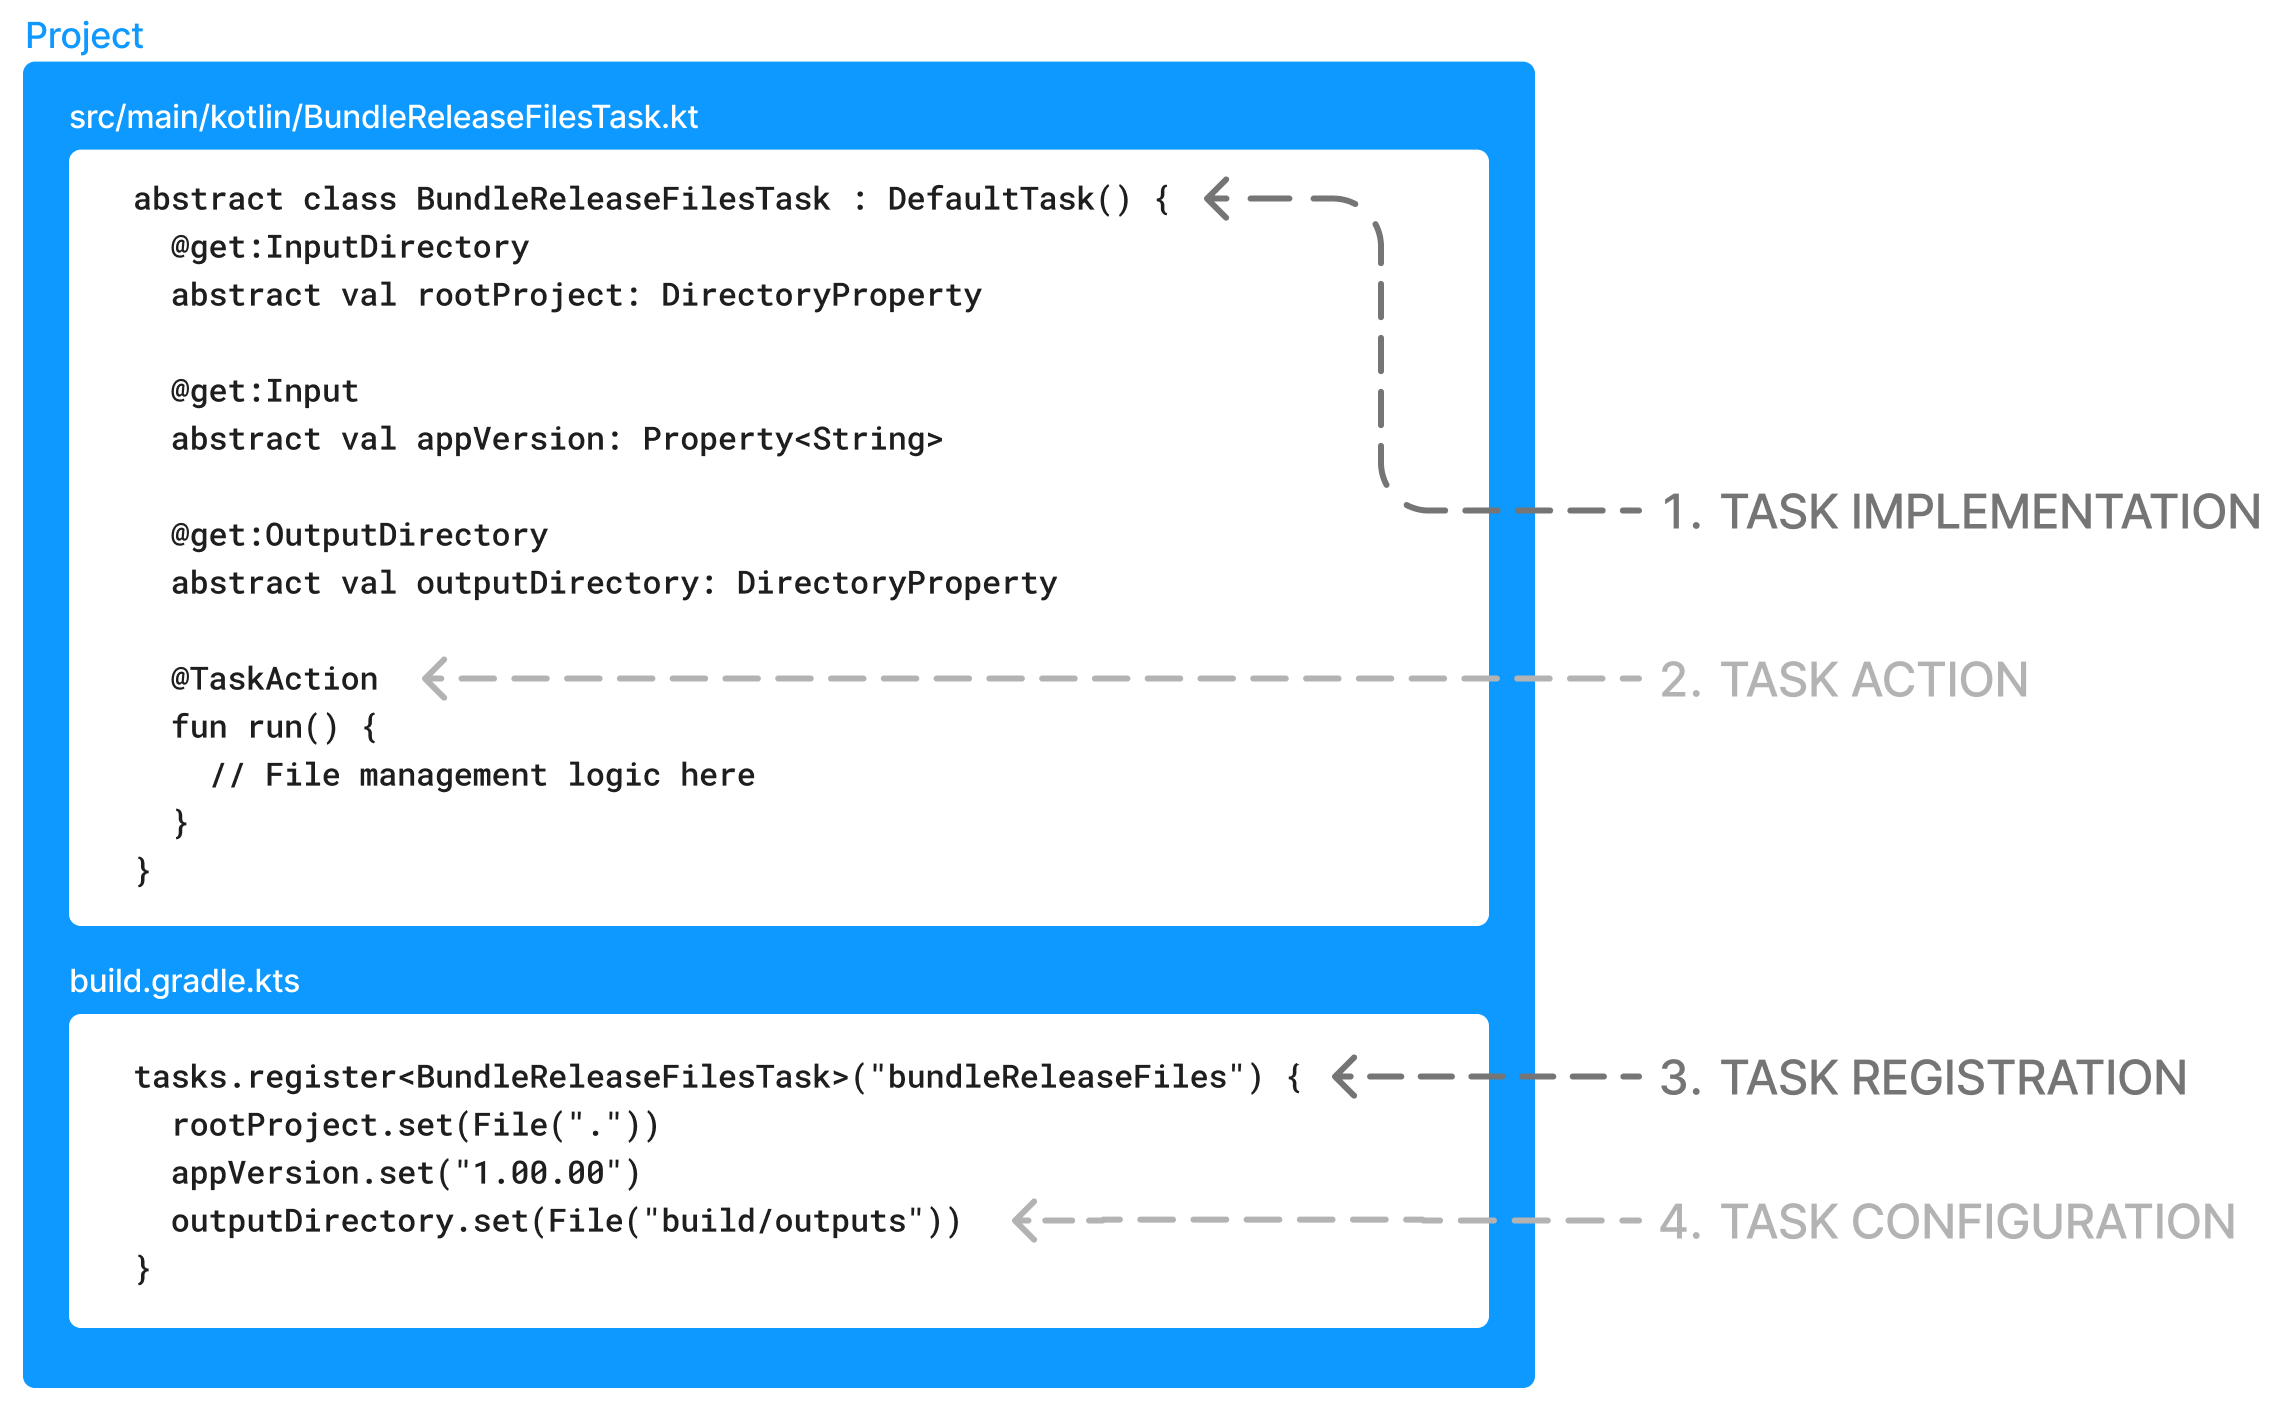 Project
src/main/kotlin/BundleReleaseFilesTask.kt
abstract class BundleReleaseFilesTask : DefaultTask() {
@get:InputDirectory
abstract val rootProject: DirectoryProperty
@get:Input
abstract val appVersion: Property<String>
1. TASK IMPLEMENTATION
@get:OutputDirectory
abstract val outputDirectory: DirectoryProperty
@TaskAction
2. TASK ACTION
fun run() {
// File management logic here
}
}
build.gradle.kts
tasks.register<BundleReleaseFilesTask>("bundleReleaseFiles") {
3. TASK REGISTRATION
rootProject.set(File("."))
appVersion.set("1.00.00")
outputDirectory.set(File("build/outputs"))
4. TASK CONFIGURATION
}